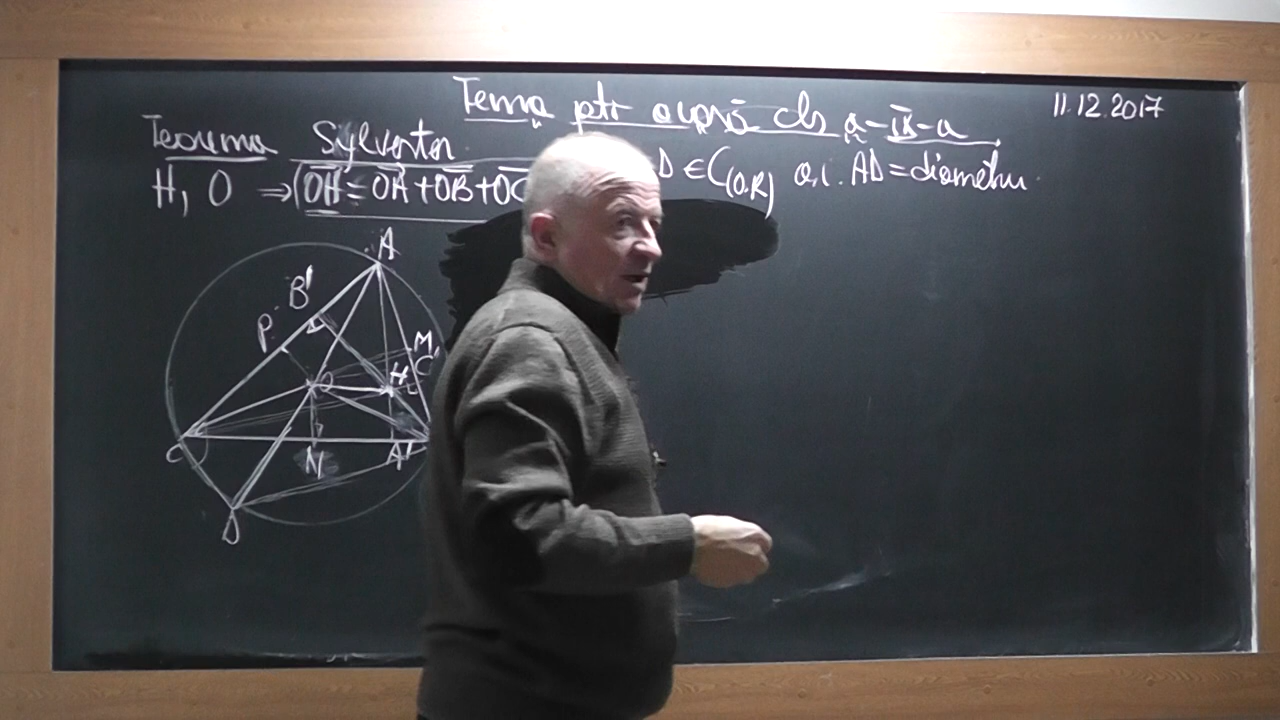 Tema ptr acasă cls a-IX-a
11.12.2017
Teorema Sylvester
H, O ⇒ OH = OA + OB + OC
D ∈ C(O,R) a,î. AD = diametru
A
B'
P
M
C'
O
H
C
N
A'
D